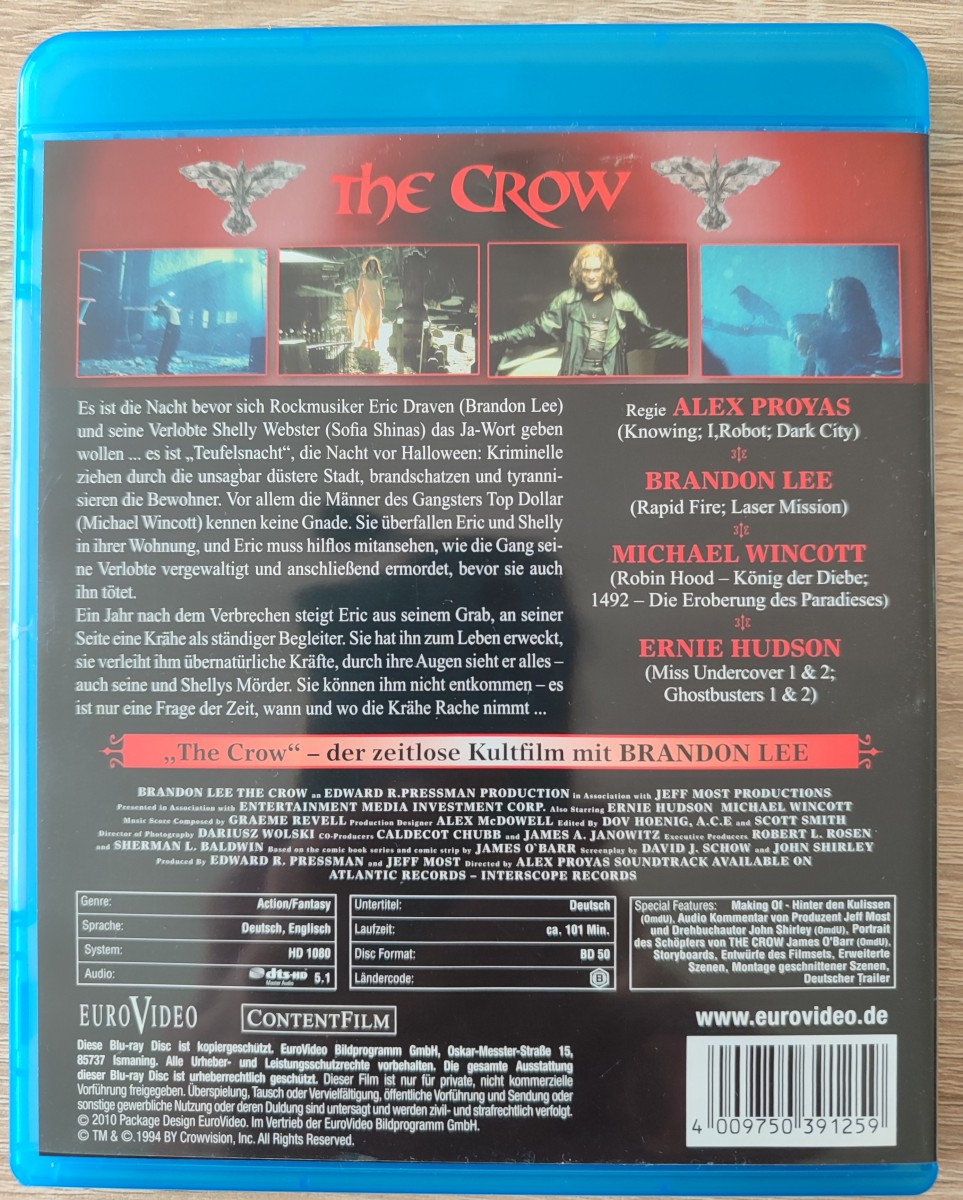 THE CROW
Es ist die Nacht bevor sich Rockmusiker Eric Draven (Brandon Lee)
und seine Verlobte Shelly Webster (Sofia Shinas) das Ja-Wort geben
wollen ... es ist „Teufelsnacht“, die Nacht vor Halloween: Kriminelle
ziehen durch die unsagbar düstere Stadt, brandschatzen und tyranni-
sieren die Bewohner. Vor allem die Männer des Gangsters Top Dollar
(Michael Wincott) kennen keine Gnade. Sie überfallen Eric und Shelly
in ihrer Wohnung, und Eric muss hilflos mitansehen, wie die Gang sei-
ne Verlobte vergewaltigt und anschließend ermordet, bevor sie auch
ihn tötet.
Ein Jahr nach dem Verbrechen steigt Eric aus seinem Grab, an seiner
Seite eine Krähe als ständiger Begleiter. Sie hat ihn zum Leben erweckt,
sie verleiht ihm übernatürliche Kräfte, durch ihre Augen sieht er alles –
auch seine und Shellys Mörder. Sie können ihm nicht entkommen – es
ist nur eine Frage der Zeit, wann und wo die Krähe Rache nimmt ...
Regie ALEX PROYAS
(Knowing; I,Robot; Dark City)
BRANDON LEE
(Rapid Fire; Laser Mission)
MICHAEL WINCOTT
(Robin Hood – König der Diebe;
1492 – Die Eroberung des Paradieses)
ERNIE HUDSON
(Miss Undercover 1 & 2;
Ghostbusters 1 & 2)
„The Crow“ – der zeitlose Kultfilm mit BRANDON LEE
BRANDON LEE THE CROW an EDWARD R.PRESSMAN PRODUCTION in Association with JEFF MOST PRODUCTIONS
Presented in Association with ENTERTAINMENT MEDIA INVESTMENT CORP. Also Starring ERNIE HUDSON MICHAEL WINCOTT
Music Score Composed by GRAEME REVELL Production Designer ALEX McDOWELL Edited By DOV HOENIG, A.C.E and SCOTT SMITH
Director of Photography DARIUSZ WOLSKI CO-Producers CALDECOT CHUBB and JAMES A. JANOWITZ Executive Producers ROBERT L. ROSEN
and SHERMAN L. BALDWIN Based on the comic book series and comic strip by JAMES O'BARR Screenplay by DAVID J. SCHOW and JOHN SHIRLEY
Produced By EDWARD R. PRESSMAN and JEFF MOST Directed by ALEX PROYAS SOUNDTRACK AVAILABLE ON
ATLANTIC RECORDS – INTERSCOPE RECORDS
Genre: Action/Fantasy
Sprache: Deutsch, Englisch
System: HD 1080
Audio: dts-HD Master Audio 5.1
Untertitel: Deutsch
Laufzeit: ca. 101 Min.
Disc Format: BD 50
Ländercode: B
Special Features: Making Of - Hinter den Kulissen
(OmdU), Audio Kommentar von Produzent Jeff Most
und Drehbuchautor John Shirley (OmdU), Portrait
des Schöpfers von THE CROW James O'Barr (OmdU),
Storyboards, Entwürfe des Filmsets, Erweiterte
Szenen, Montage geschnittener Szenen,
Deutscher Trailer
EUROVIDEO
CONTENTFILM
www.eurovideo.de
Diese Blu-ray Disc ist kopiergeschützt. EuroVideo Bildprogramm GmbH, Oskar-Messter-Straße 15,
85737 Ismaning. Alle Urheber- und Leistungsschutzrechte vorbehalten. Die gesamte Ausstattung
dieser Blu-ray Disc ist urheberrechtlich geschützt. Dieser Film ist nur für private, nicht kommerzielle
Vorführung freigegeben. Überspielung, Tausch oder Vervielfältigung, öffentliche Vorführung und Sendung oder
sonstige gewerbliche Nutzung oder deren Duldung sind untersagt und werden zivil- und strafrechtlich verfolgt.
© 2010 Package Design EuroVideo. Im Vertrieb der EuroVideo Bildprogramm GmbH.
© TM & ©.1994 BY Crowvision, Inc. All Rights Reserved.
4 009750 391259